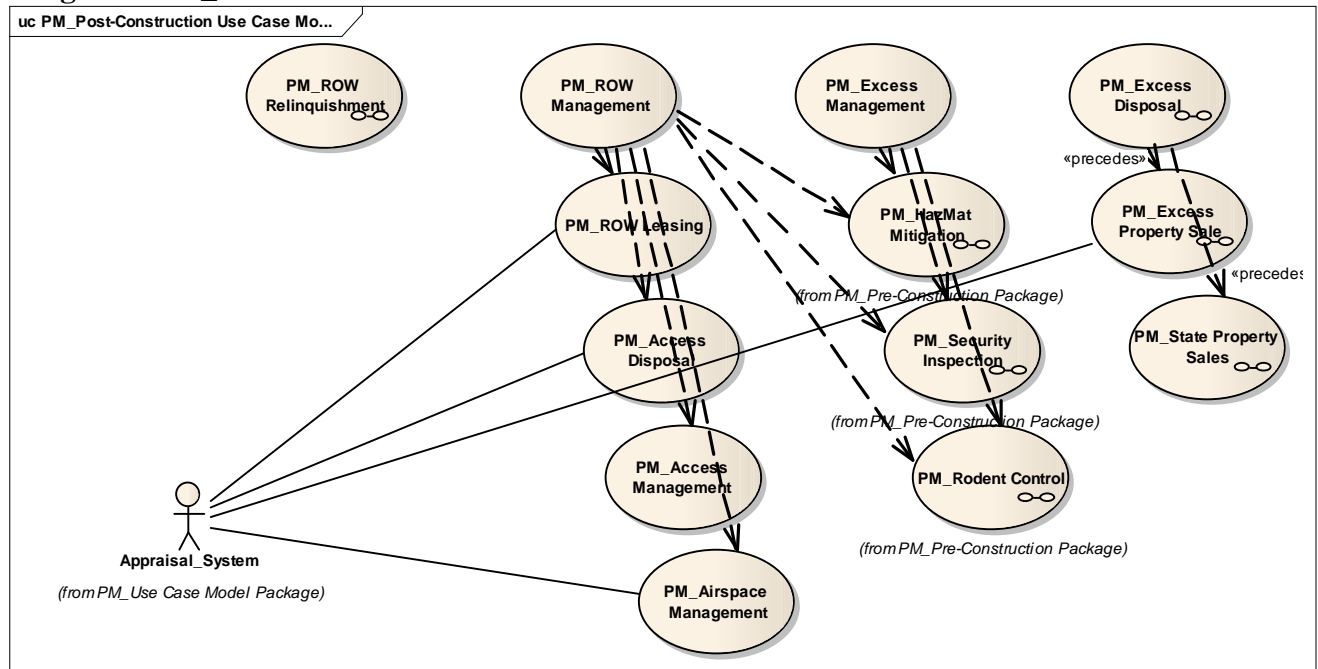 uc PM_Post-Construction Use Case Mo...
PM_ROW
Relinquishment
PM_ROW
Management
PM_Excess
Management
PM_Excess
Disposal
«precedes»
PM_ROW Leasing
PM_HazMat
Mitigation
PM_Excess
Property Sale
(from PM_Pre-Construction Package)
«precedes
PM_Access
Disposal
PM_Security
Inspection
PM_State Property
Sales
(from PM_Pre-Construction Package)
PM_Access
Management
PM_Rodent Control
(from PM_Pre-Construction Package)
Appraisal_System
(from PM_Use Case Model Package)
PM_Airspace
Management